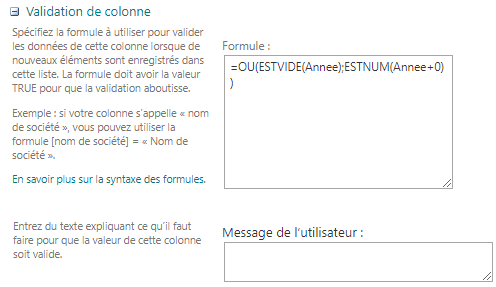 Validation de colonne
Spécifiez la formule à utiliser pour valider
les données de cette colonne lorsque de
nouveaux éléments sont enregistrés dans
cette liste. La formule doit avoir la valeur
TRUE pour que la validation aboutisse.
Exemple : si votre colonne s'appelle « nom
de société », vous pouvez utiliser la
formule [nom de société] = « Nom de
société ».
En savoir plus sur la syntaxe des formules.
Formule :
=OU(ESTVIDE(Annee);ESTNUM(Annee+0)
)
Entrez du texte expliquant ce qu'il faut
faire pour que la valeur de cette colonne
soit valide.
Message de l'utilisateur :